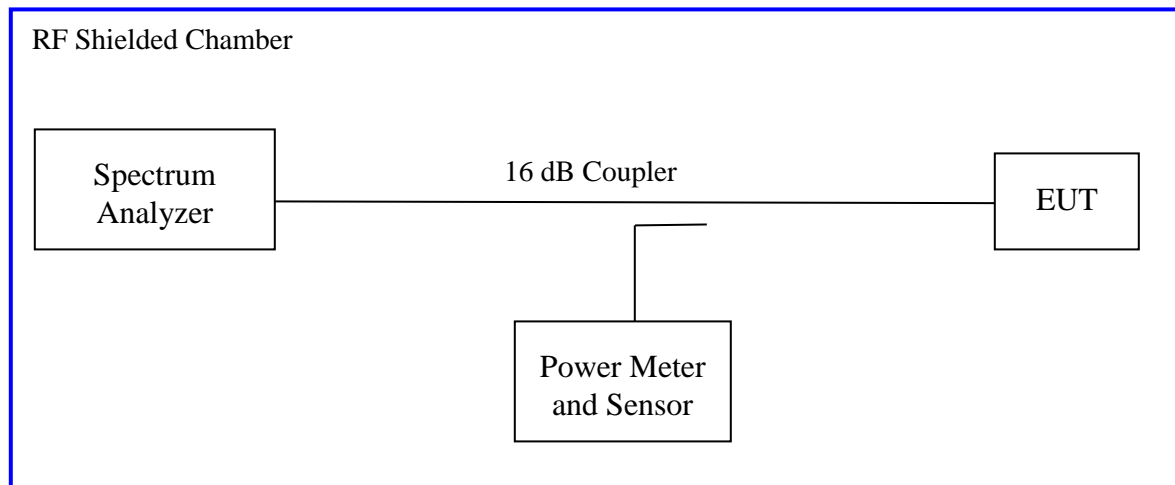 RF Shielded Chamber
Spectrum
Analyzer
16 dB Coupler
EUT
Power Meter
and Sensor